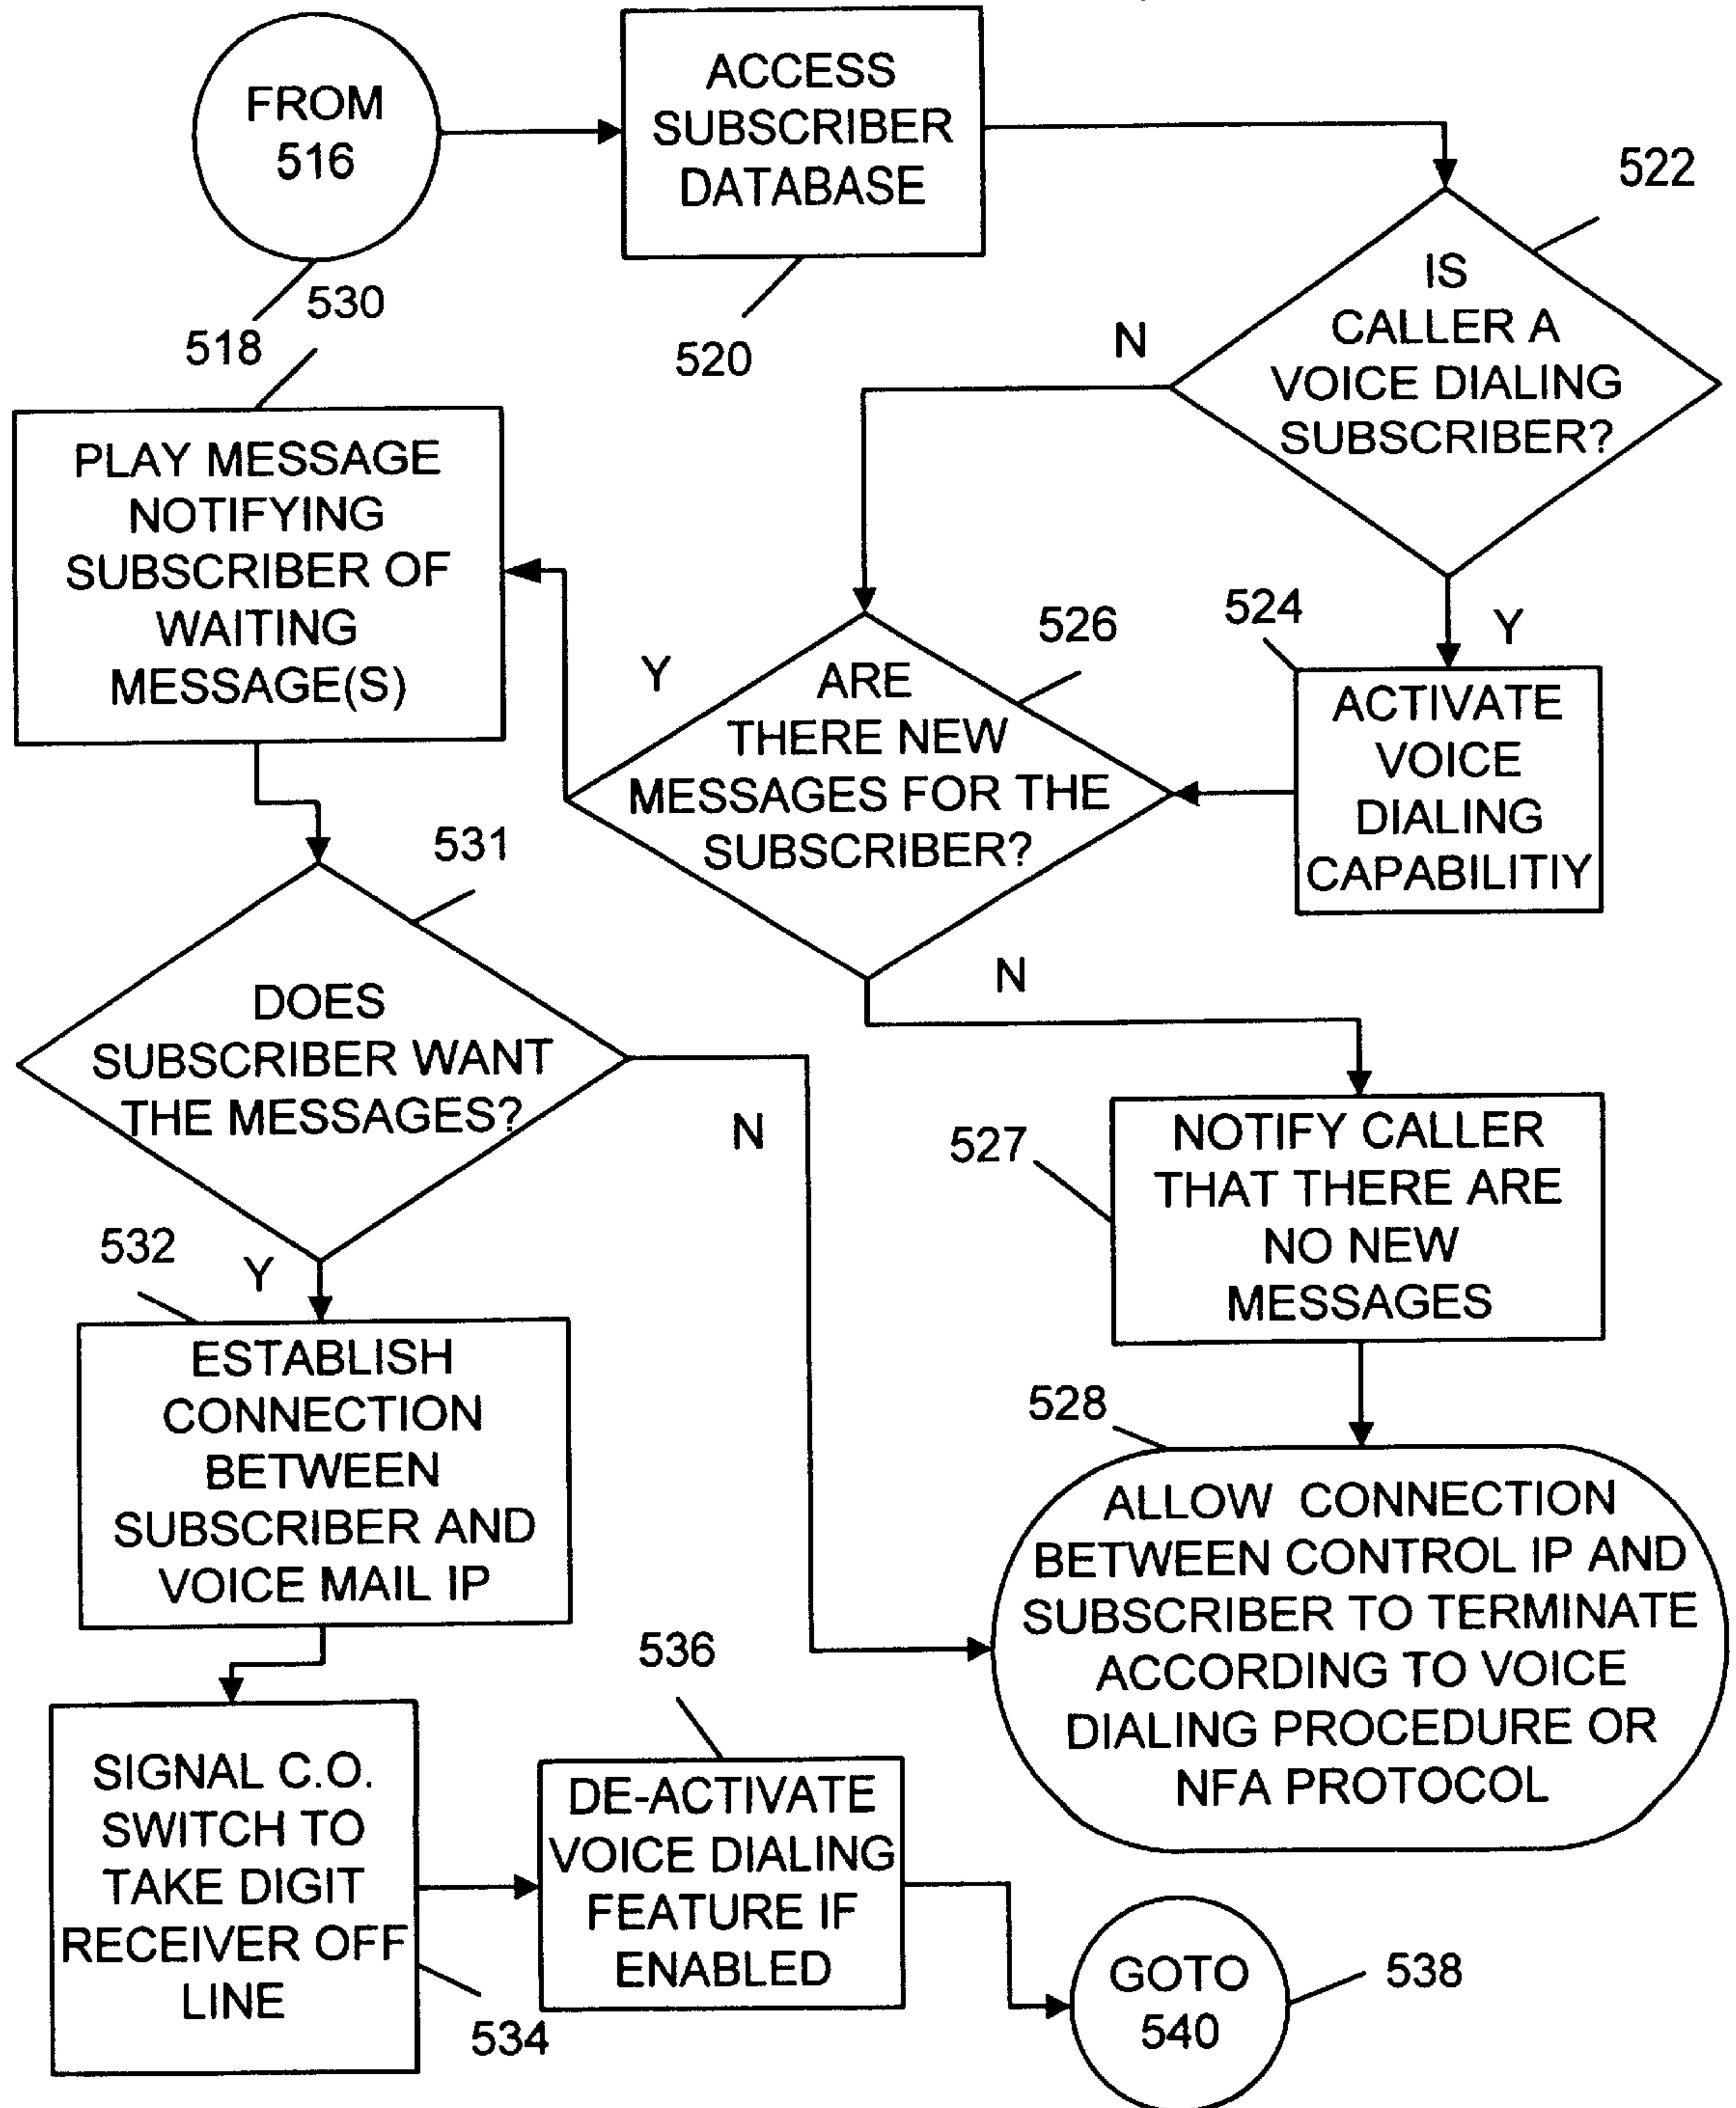 FROM
516
518
ACCESS
SUBSCRIBER
DATABASE
520
522
IS
CALLER A
VOICE DIALING
SUBSCRIBER?
N
Y
524
ACTIVATE
VOICE
DIALING
CAPABILITIY
526
ARE
THERE NEW
MESSAGES FOR THE
SUBSCRIBER?
Y
N
530
PLAY MESSAGE
NOTIFYING
SUBSCRIBER OF
WAITING
MESSAGE(S)
531
DOES
SUBSCRIBER WANT
THE MESSAGES?
N
Y
527
NOTIFY CALLER
THAT THERE ARE
NO NEW
MESSAGES
528
ALLOW CONNECTION
BETWEEN CONTROL IP AND
SUBSCRIBER TO TERMINATE
ACCORDING TO VOICE
DIALING PROCEDURE OR
NFA PROTOCOL
532
ESTABLISH
CONNECTION
BETWEEN
SUBSCRIBER AND
VOICE MAIL IP
SIGNAL C.O.
SWITCH TO
TAKE DIGIT
RECEIVER OFF
LINE
534
536
DE-ACTIVATE
VOICE DIALING
FEATURE IF
ENABLED
GOTO
540
538